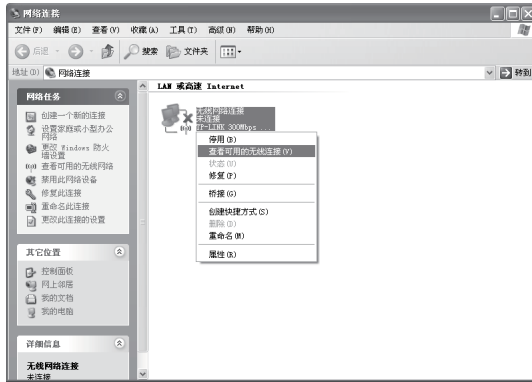 网络连接
文件(F) 编辑(E) 查看(V) 收藏(A) 工具(T) 高级(N) 帮助(H)
后退 搜索 文件夹
地址(D) 网络连接 转到
网络任务
创建一个新的连接
设置家庭或小型办公
网络
更改 Windows 防火
墙设置
查看可用的无线网络
禁用此网络设备
修复此连接
重命名此连接
更改此连接的设置
其它位置
控制面板
网上邻居
我的文档
我的电脑
详细信息
无线网络连接
未连接
LAN 或高速 Internet
无线网络连接
未连接
TP-LINK 300Mbps ...
停用(B)
查看可用的无线连接(V)
状态(U)
修复(P)
桥接(G)
创建快捷方式(S)
删除(D)
重命名(M)
属性(R)